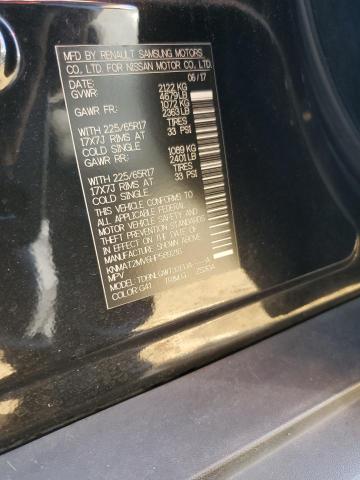 MFD BY RENAULT SAMSUNG MOTORS
CO., LTD. FOR NISSAN MOTOR CO., LTD.
DATE: 06/17
GVWR: 2122 KG
4679 LB
GAWR FR: 1072 KG
2363 LB
WITH 225/65R17 TIRES
17X7J RIMS AT 33 PSI
COLD SINGLE
GAWR RR: 1089 KG
2401 LB
WITH 225/65R17 TIRES
17X7J RIMS AT 33 PSI
COLD SINGLE
THIS VEHICLE CONFORMS TO
ALL APPLICABLE FEDERAL
MOTOR VEHICLE SAFETY AND
THEFT PREVENTION STANDARDS
IN EFFECT ON THE DATE OF
MANUFACTURE SHOWN ABOVE.
MPV
MODEL:
COLOR: G41 TRIM: